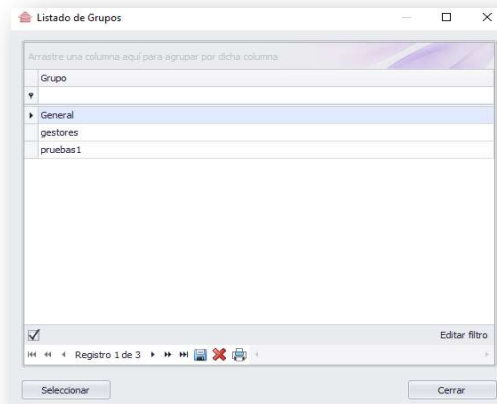 Listado de Grupos
Arrastre una columna aquí para agrupar por dicha columna
Grupo
General
gestores
pruebas1
Editar filtro
Registro 1 de 3
Seleccionar
Cerrar